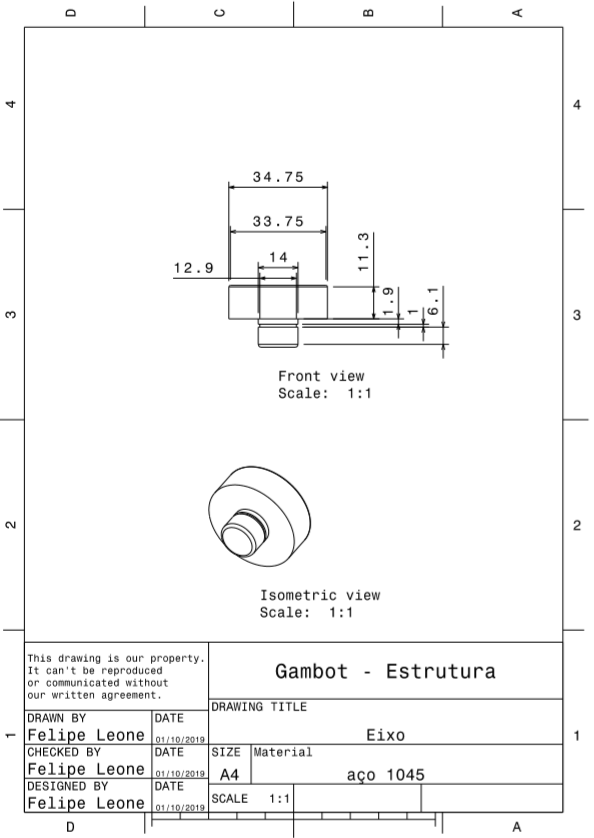 D C B A
4 4
34.75
33.75
14
12.9
11.3
1.9
1
6.1
3 3
Front view
Scale: 1:1
2 2
Isometric view
Scale: 1:1
This drawing is our property.
It can't be reproduced
or communicated without
our written agreement.
Gambot - Estrutura
DRAWING TITLE
Eixo
1 1
DRAWN BY DATE
Felipe Leone 01/10/2019
CHECKED BY DATE
Felipe Leone 01/10/2019
SIZE Material
A4 aço 1045
DESIGNED BY DATE
Felipe Leone 01/10/2019
SCALE 1:1
D A